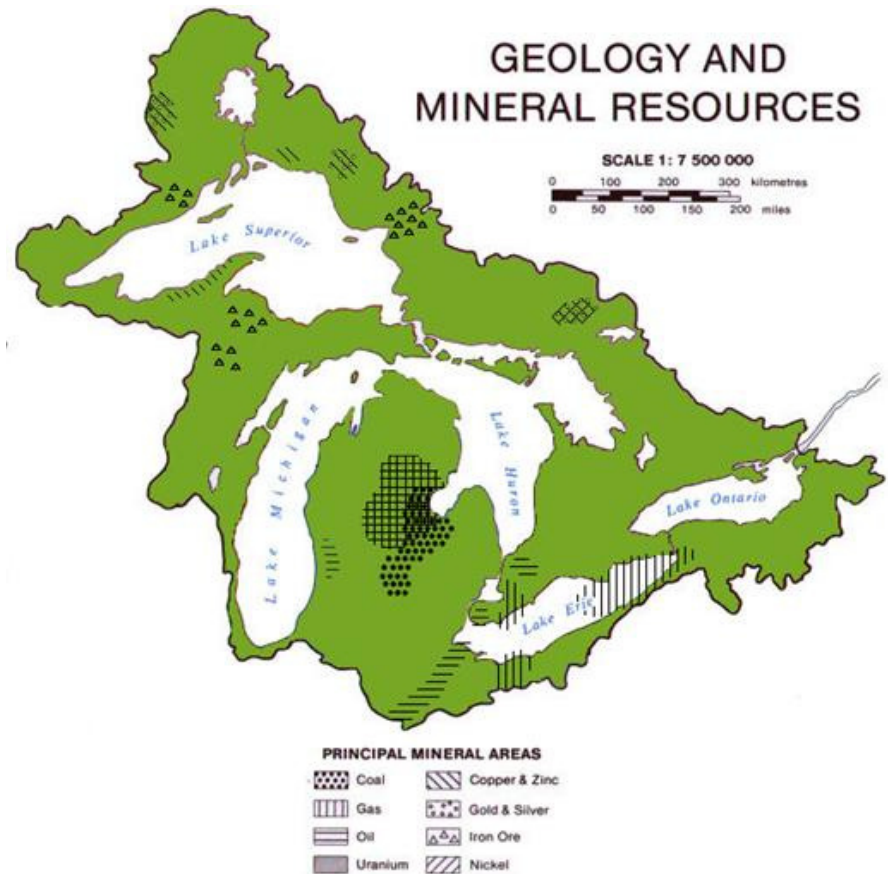 GEOLOGY AND
MINERAL RESOURCES
SCALE 1: 7 500 000
0 100 200 300 kilometres
0 50 100 150 200 miles
Lake Superior
Lake Michigan
Lake Huron
Lake Ontario
Lake Erie
PRINCIPAL MINERAL AREAS
Coal
Copper & Zinc
Gas
Gold & Silver
Oil
Iron Ore
Uranium
Nickel